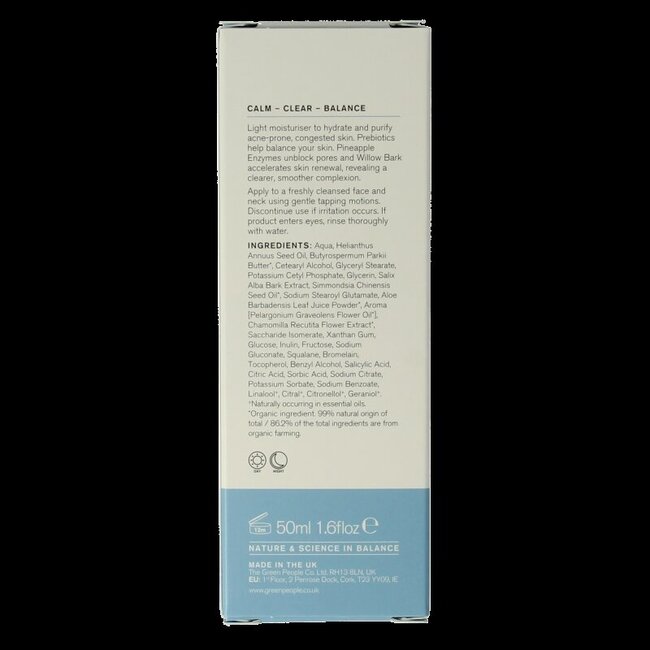 CALM – CLEAR – BALANCE
Light moisturiser to hydrate and purify
acne-prone, congested skin. Prebiotics
help balance your skin. Pineapple
Enzymes unblock pores and Willow Bark
accelerates skin renewal, revealing a
clearer, smoother complexion.
Apply to a freshly cleansed face and
neck using gentle tapping motions.
Discontinue use if irritation occurs. If
product enters eyes, rinse thoroughly
with water.
INGREDIENTS: Aqua, Helianthus
Annuus Seed Oil, Butyrospermum Parkii
Butter*, Cetearyl Alcohol, Glyceryl Stearate,
Potassium Cetyl Phosphate, Glycerin, Salix
Alba Bark Extract, Simmondsia Chinensis
Seed Oil*, Sodium Stearoyl Glutamate, Aloe
Barbadensis Leaf Juice Powder*, Aroma
[Pelargonium Graveolens Flower Oil*],
Chamomilla Recutita Flower Extract*,
Saccharide Isomerate, Xanthan Gum,
Glucose, Inulin, Fructose, Sodium
Gluconate, Squalane, Bromelain,
Tocopherol, Benzyl Alcohol, Salicylic Acid,
Citric Acid, Sorbic Acid, Sodium Citrate,
Potassium Sorbate, Sodium Benzoate,
Linalool⁺, Citral⁺, Citronellol⁺, Geraniol⁺.
⁺Naturally occurring in essential oils.
*Organic ingredient. 99% natural origin of
total / 86.2% of the total ingredients are from
organic farming.
DAY NIGHT
12m 50ml 1.6floz ℮
NATURE & SCIENCE IN BALANCE
MADE IN THE UK
The Green People Co. Ltd. RH13 8LN, UK
EU: 1st Floor, 2 Penrose Dock, Cork, T23 YY09, IE
www.greenpeople.co.uk